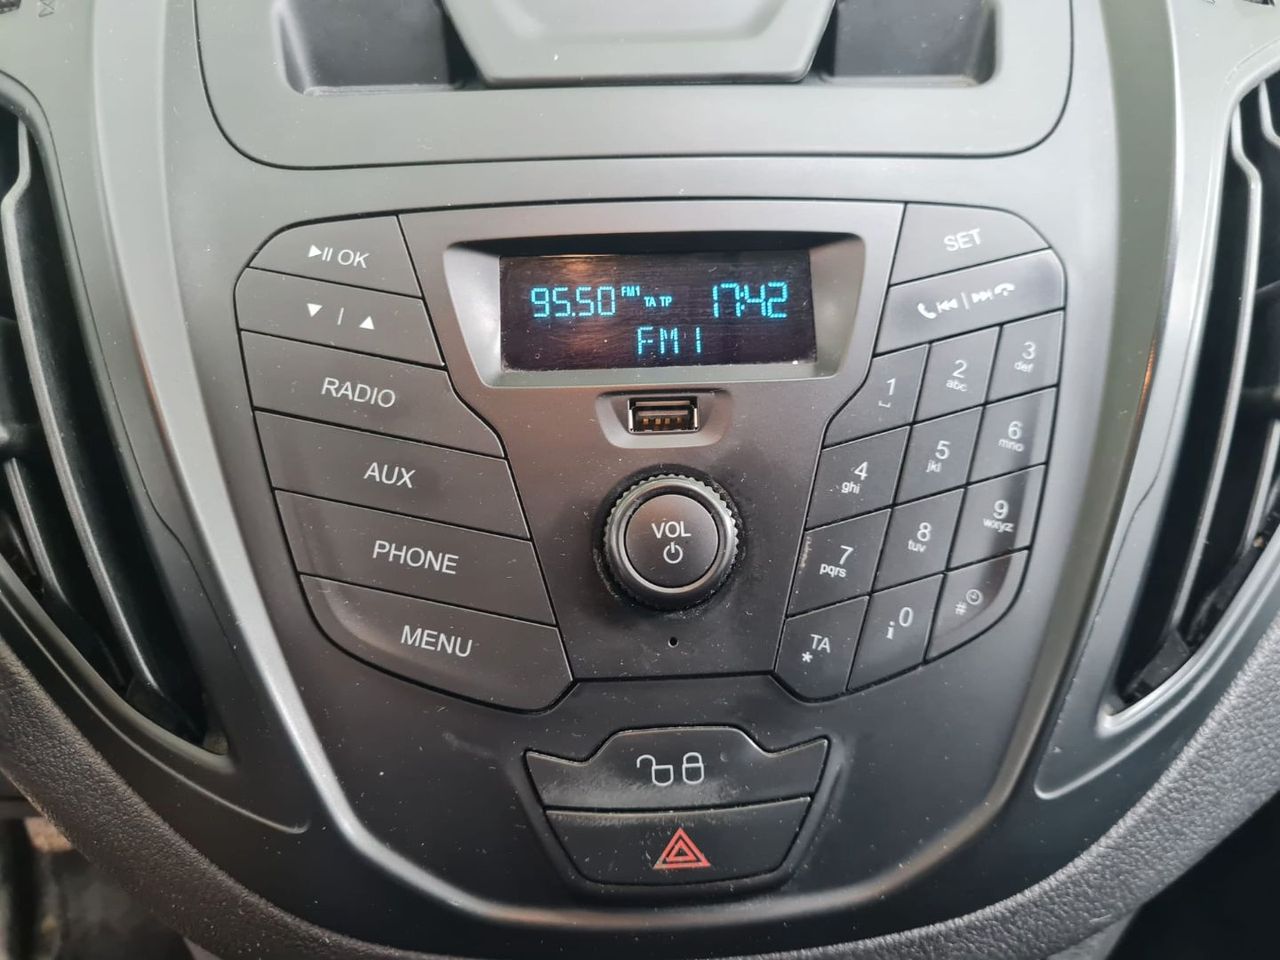 95.50 FM1 TA TP 17:42
FM1
OK
RADIO
AUX
PHONE
MENU
VOL
SET
1
2 abc
3 def
4 ghi
5 jkl
6 mno
7 pqrs
8 tuv
9 wxyz
TA *
i 0
#